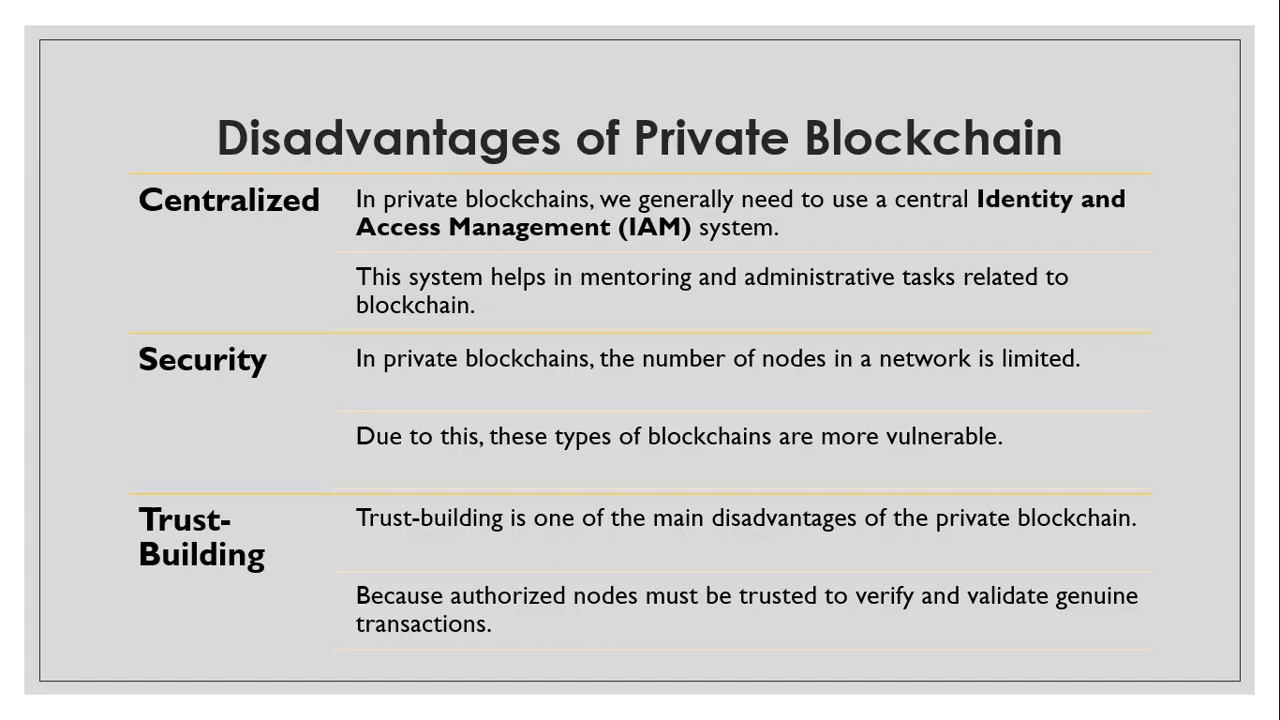 Disadvantages of Private Blockchain
Centralized
In private blockchains, we generally need to use a central Identity and
Access Management (IAM) system.
This system helps in mentoring and administrative tasks related to
blockchain.
Security
In private blockchains, the number of nodes in a network is limited.
Due to this, these types of blockchains are more vulnerable.
Trust-
Building
Trust-building is one of the main disadvantages of the private blockchain.
Because authorized nodes must be trusted to verify and validate genuine
transactions.